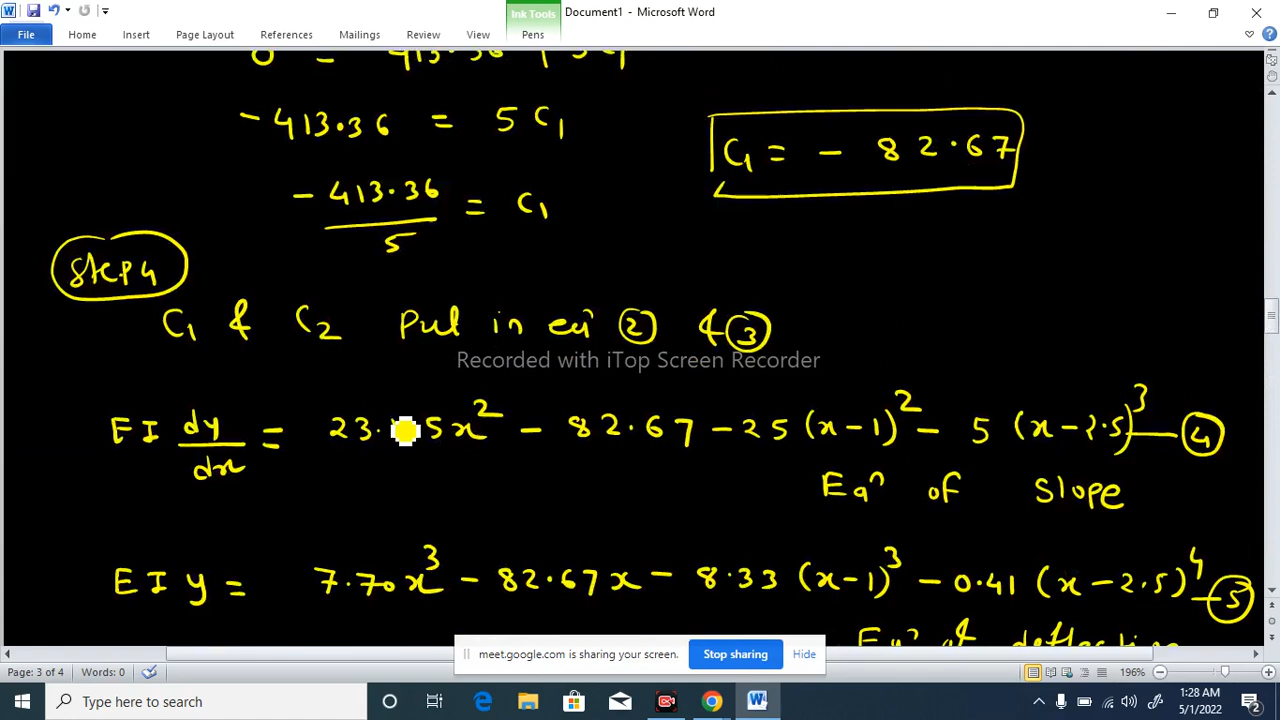 Ink Tools
Document1 - Microsoft Word
File Home Insert Page Layout References Mailings Review View Pens
-413.36 = 5 C1
C1 = - 82.67
-413.36 / 5 = C1
Step 4
C1 & C2 Put in eqn ② & ③
Recorded with iTop Screen Recorder
EI dy/dx = 23. 5x² - 82.67 - 25 (x-1)² - 5 (x-2.5)³ — ④
Eqn of Slope
EI y = 7.70x³ - 82.67x - 8.33 (x-1)³ - 0.41 (x-2.5)⁴ — ⑤
Eqn of deflection
meet.google.com is sharing your screen. Stop sharing Hide
Page: 3 of 4 Words: 0 196%
Type here to search
1:28 AM
5/1/2022
2